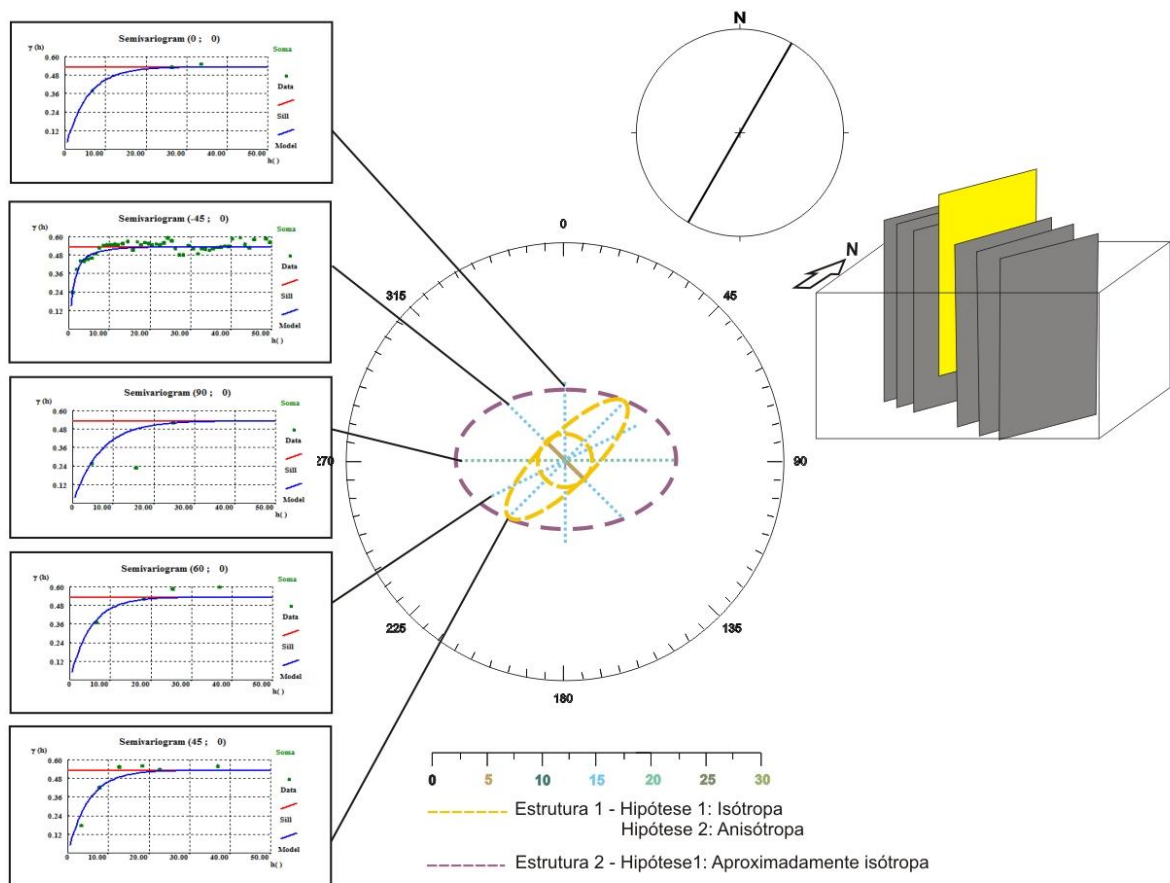 Semivariogram (0 ; 0)
Soma
γ (h)
0.60
0.48
0.36
0.24
0.12
0
10.00
20.00
30.00
40.00
50.00
h( )
Data
Sill
Model
Semivariogram (-45 ; 0)
Soma
γ (h)
0.60
0.48
0.36
0.24
0.12
0
10.00
20.00
30.00
40.00
50.00
h( )
Data
Sill
Model
Semivariogram (90 ; 0)
Soma
γ (h)
0.60
0.48
0.36
0.24
0.12
0
10.00
20.00
30.00
40.00
50.00
h( )
Data
Sill
Model
Semivariogram (60 ; 0)
Soma
γ (h)
0.60
0.48
0.36
0.24
0.12
0
10.00
20.00
30.00
40.00
50.00
h( )
Data
Sill
Model
Semivariogram (45 ; 0)
Soma
γ (h)
0.60
0.48
0.36
0.24
0.12
0
10.00
20.00
30.00
40.00
50.00
h( )
Data
Sill
Model
N
N
0
45
90
135
180
225
270
315
0 5 10 15 20 25 30
Estrutura 1 - Hipótese 1: Isótropa
Hipótese 2: Anisótropa
Estrutura 2 - Hipótese1: Aproximadamente isótropa